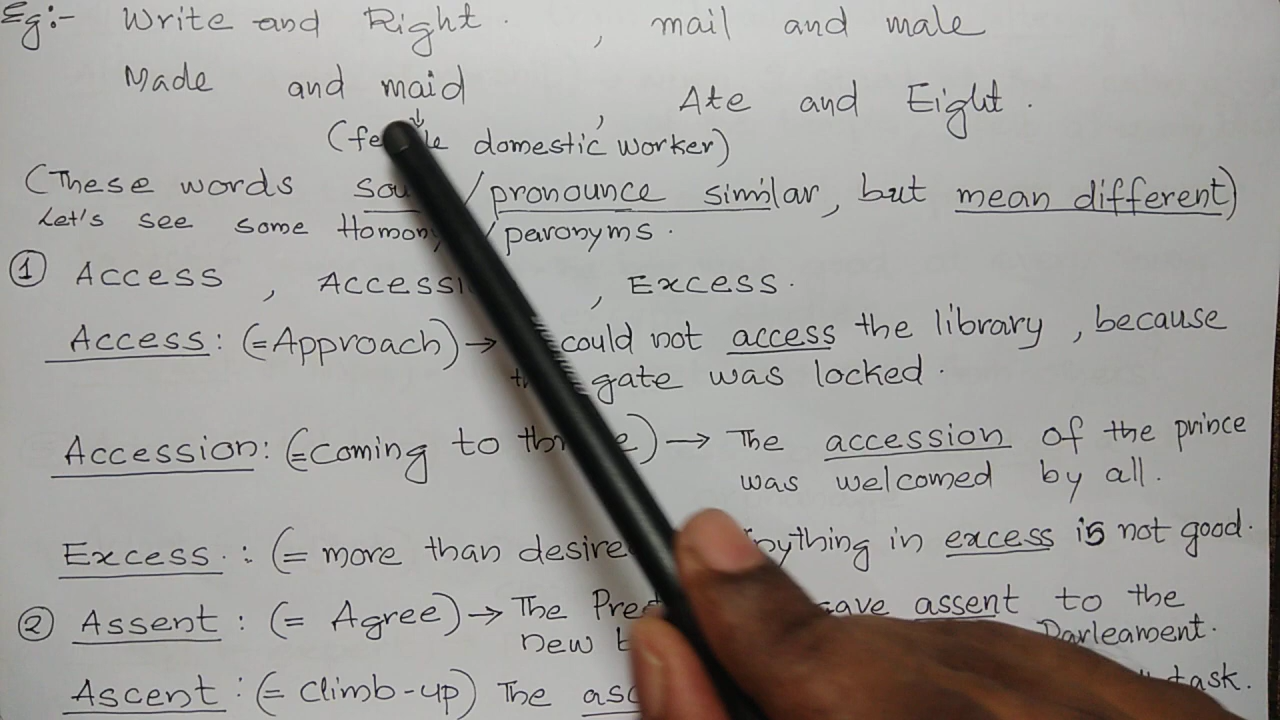 Eg:- Write and Right. , mail and male
Made and maid , Ate and Eight.
(fe le domestic worker)
(These words sou /pronounce similar, but mean different)
Let's see some Homon /paronyms.
① Access , Accessi , Excess.
Access: (=Approach) → could not access the library, because
gate was locked.
Accession: (=coming to th e) → The accession of the prince
was welcomed by all.
Excess.: (= more than desire nything in excess is not good.
② Assent: (= Agree) → The Pre gave assent to the
new Parleament.
Ascent: (= climb-up) The asc task.